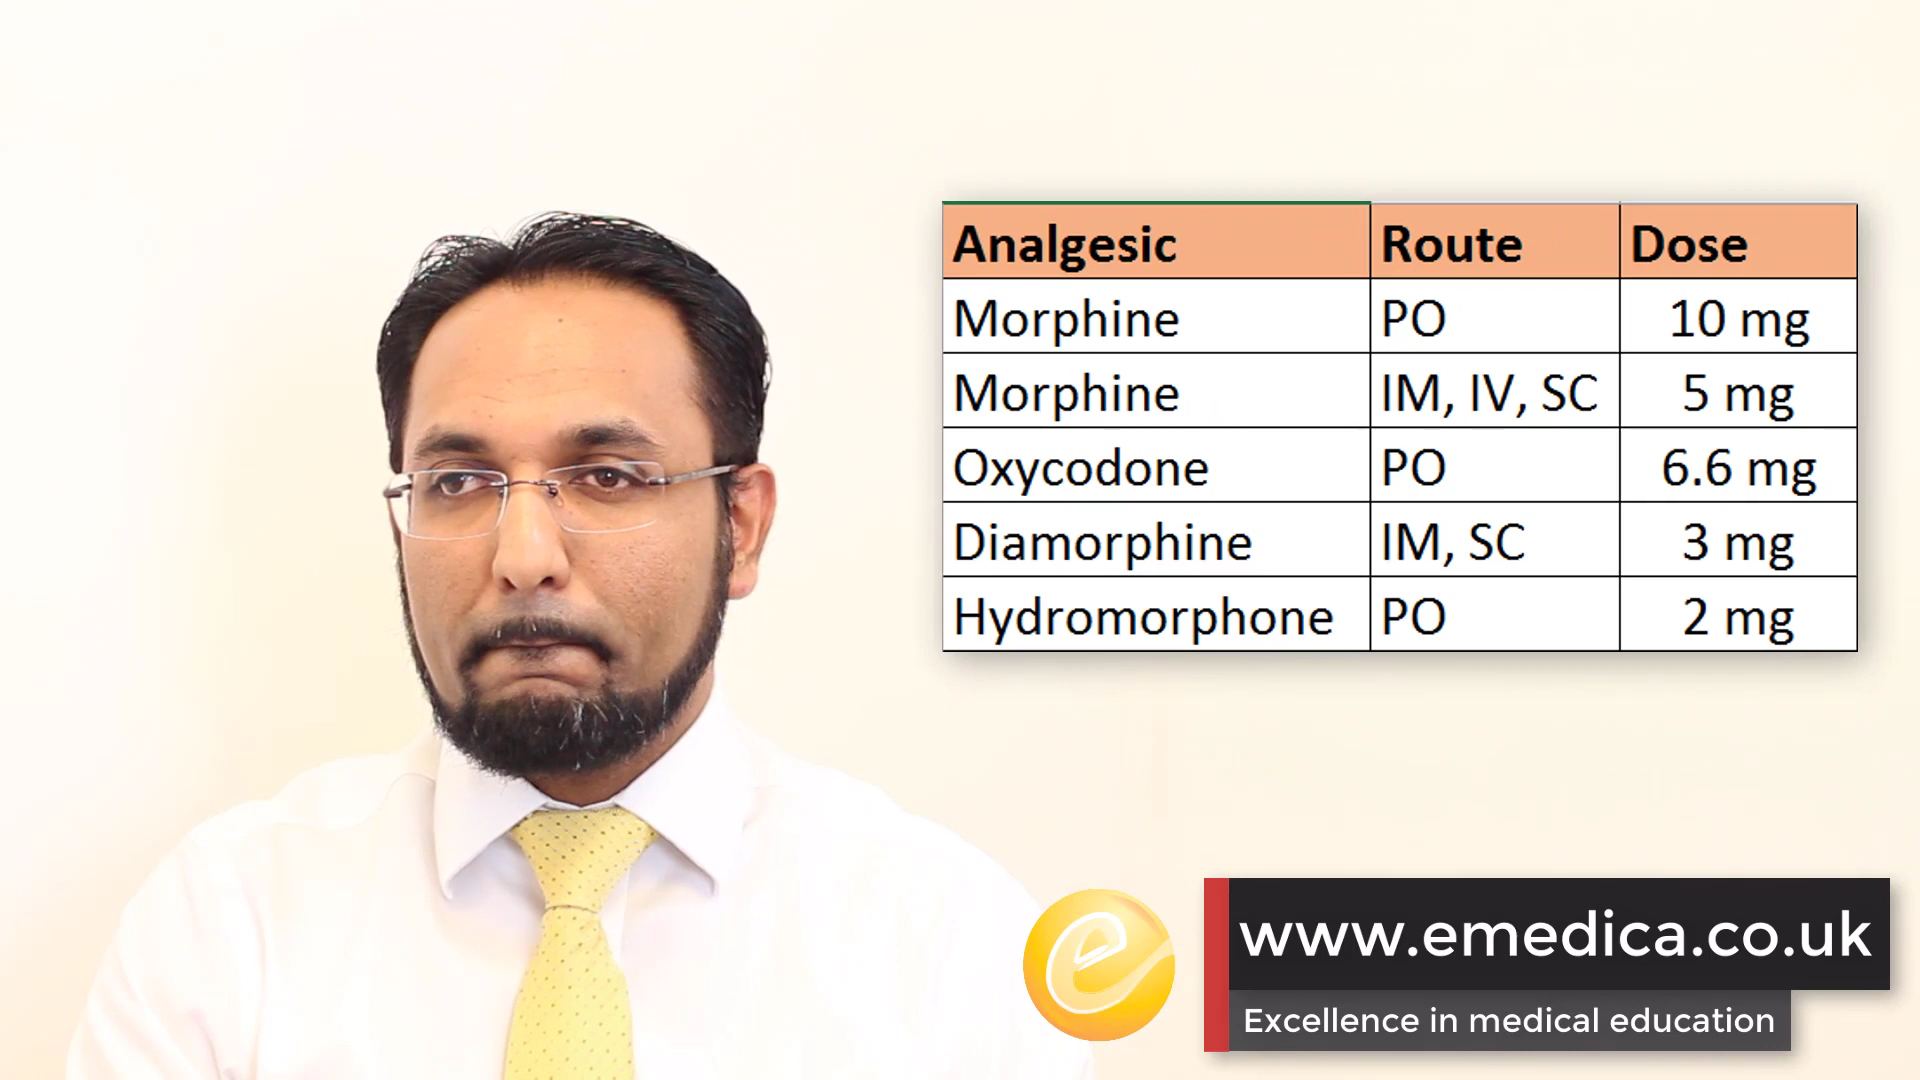 Analgesic Route Dose
Morphine PO 10 mg
Morphine IM, IV, SC 5 mg
Oxycodone PO 6.6 mg
Diamorphine IM, SC 3 mg
Hydromorphone PO 2 mg
e
www.emedica.co.uk
Excellence in medical education